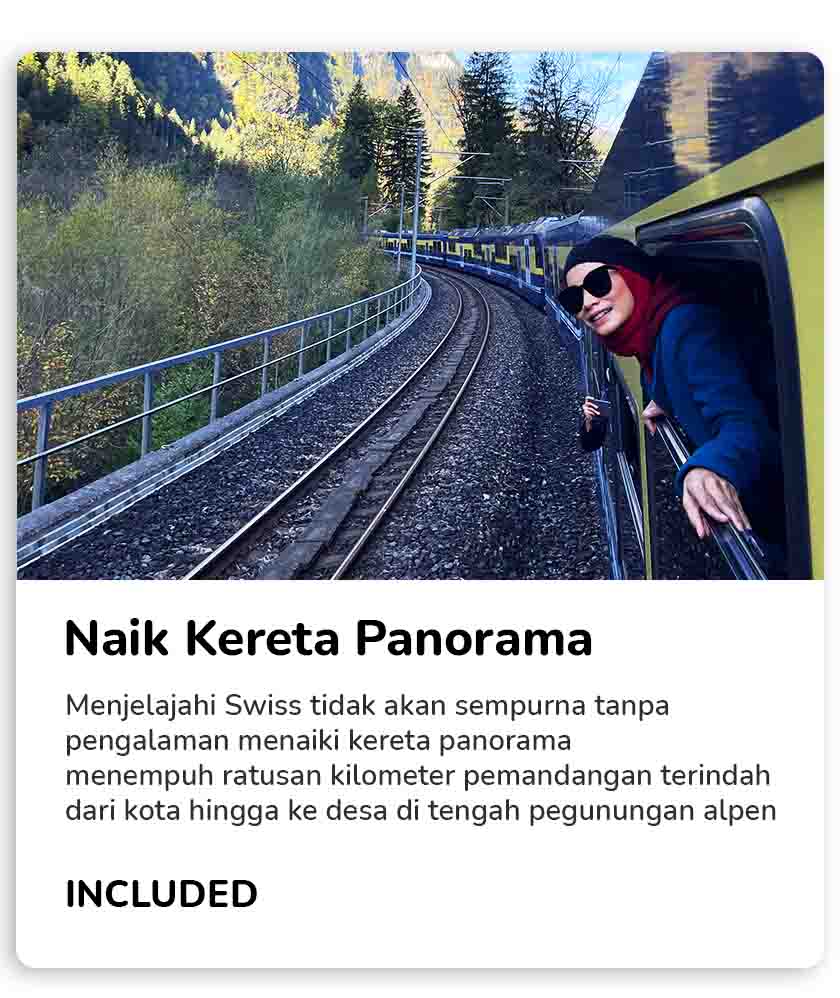 Naik Kereta Panorama
Menjelajahi Swiss tidak akan sempurna tanpa
pengalaman menaiki kereta panorama
menempuh ratusan kilometer pemandangan terindah
dari kota hingga ke desa di tengah pegunungan alpen
INCLUDED